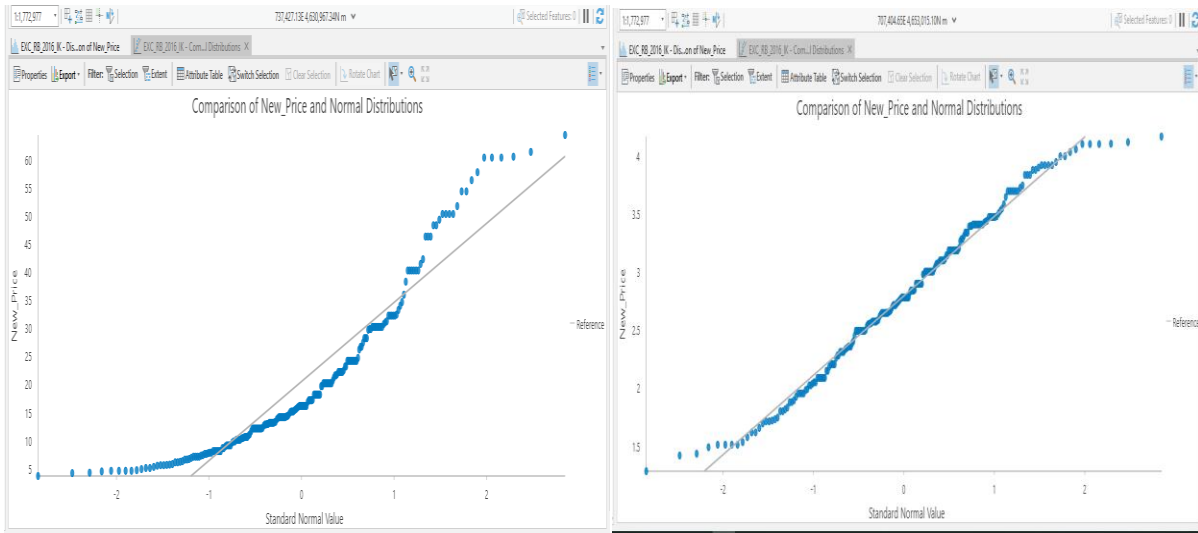 1:1,772,977
737,427.13E 4,630,967.34N m
Selected Features: 0
EXC_RB_2016_IK - Dis...on of New_Price
EXC_RB_2016_IK - Com...l Distributions ×
Properties Export Filter: Selection Extent Attribute Table Switch Selection Clear Selection Rotate Chart
Comparison of New_Price and Normal Distributions
60
55
50
45
40
35
30
25
20
15
10
5
New_Price
-2 -1 0 1 2
Standard Normal Value
Reference
1:1,772,977
707,404.65E 4,653,015.10N m
Selected Features: 0
EXC_RB_2016_IK - Dis...on of New_Price
EXC_RB_2016_IK - Com...l Distributions ×
Properties Export Filter: Selection Extent Attribute Table Switch Selection Clear Selection Rotate Chart
Comparison of New_Price and Normal Distributions
4
3.5
3
2.5
2
1.5
New_Price
-2 -1 0 1 2
Standard Normal Value
Reference